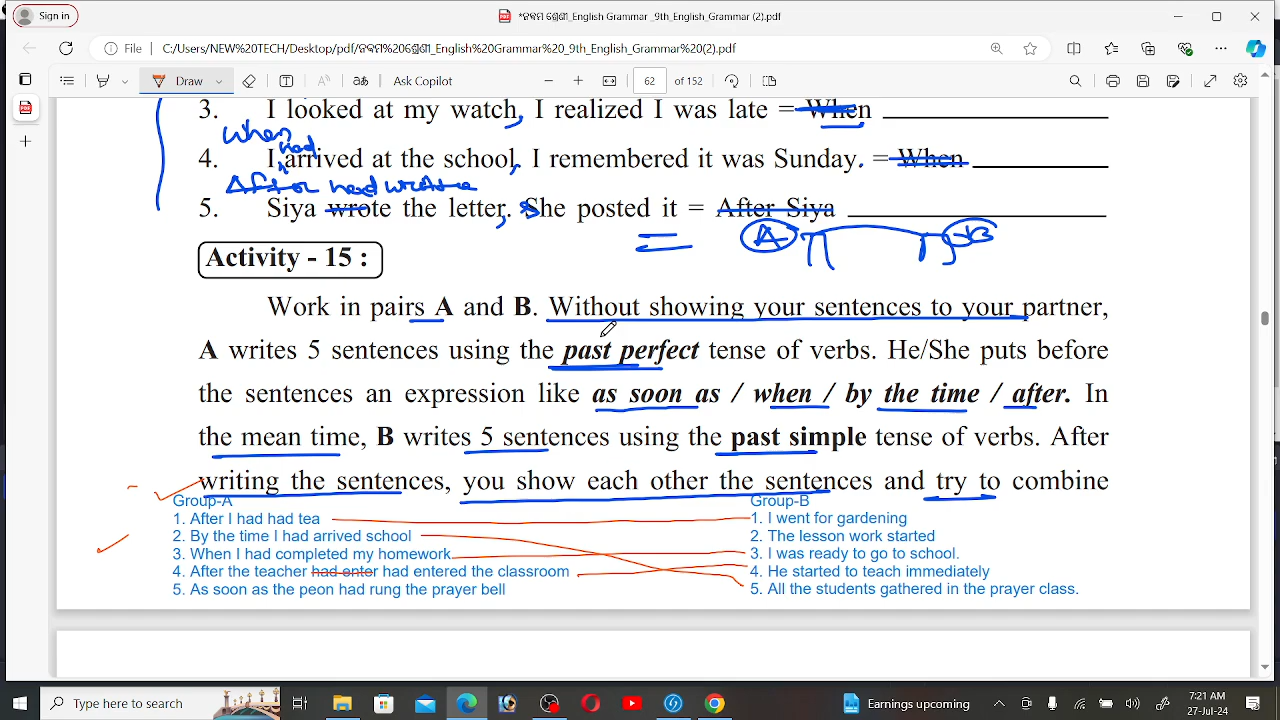 Sign in
*ଦଶମ ଶ୍ରେଣୀ_English Grammar _9th_English_Grammar (2).pdf
File
_English%20Grammar_9th_English_Grammar%20(2).pdf
Draw
Ask Copilot
62 of 152
3. I looked at my watch, I realized I was late = When
When had
4. I arrived at the school, I remembered it was Sunday. = When
After had written
5. Siya wrote the letter. She posted it = After Siya
A B
Activity - 15 :
Work in pairs A and B. Without showing your sentences to your partner,
A writes 5 sentences using the past perfect tense of verbs. He/She puts before
the sentences an expression like as soon as / when / by the time / after. In
the mean time, B writes 5 sentences using the past simple tense of verbs. After
writing the sentences, you show each other the sentences and try to combine
Group-A Group-B
1. After I had had tea 1. I went for gardening
2. By the time I had arrived school 2. The lesson work started
3. When I had completed my homework 3. I was ready to go to school.
4. After the teacher had enter had entered the classroom 4. He started to teach immediately
5. As soon as the peon had rung the prayer bell 5. All the students gathered in the prayer class.
Type here to search
Earnings upcoming
7:21 AM
27-Jul-24